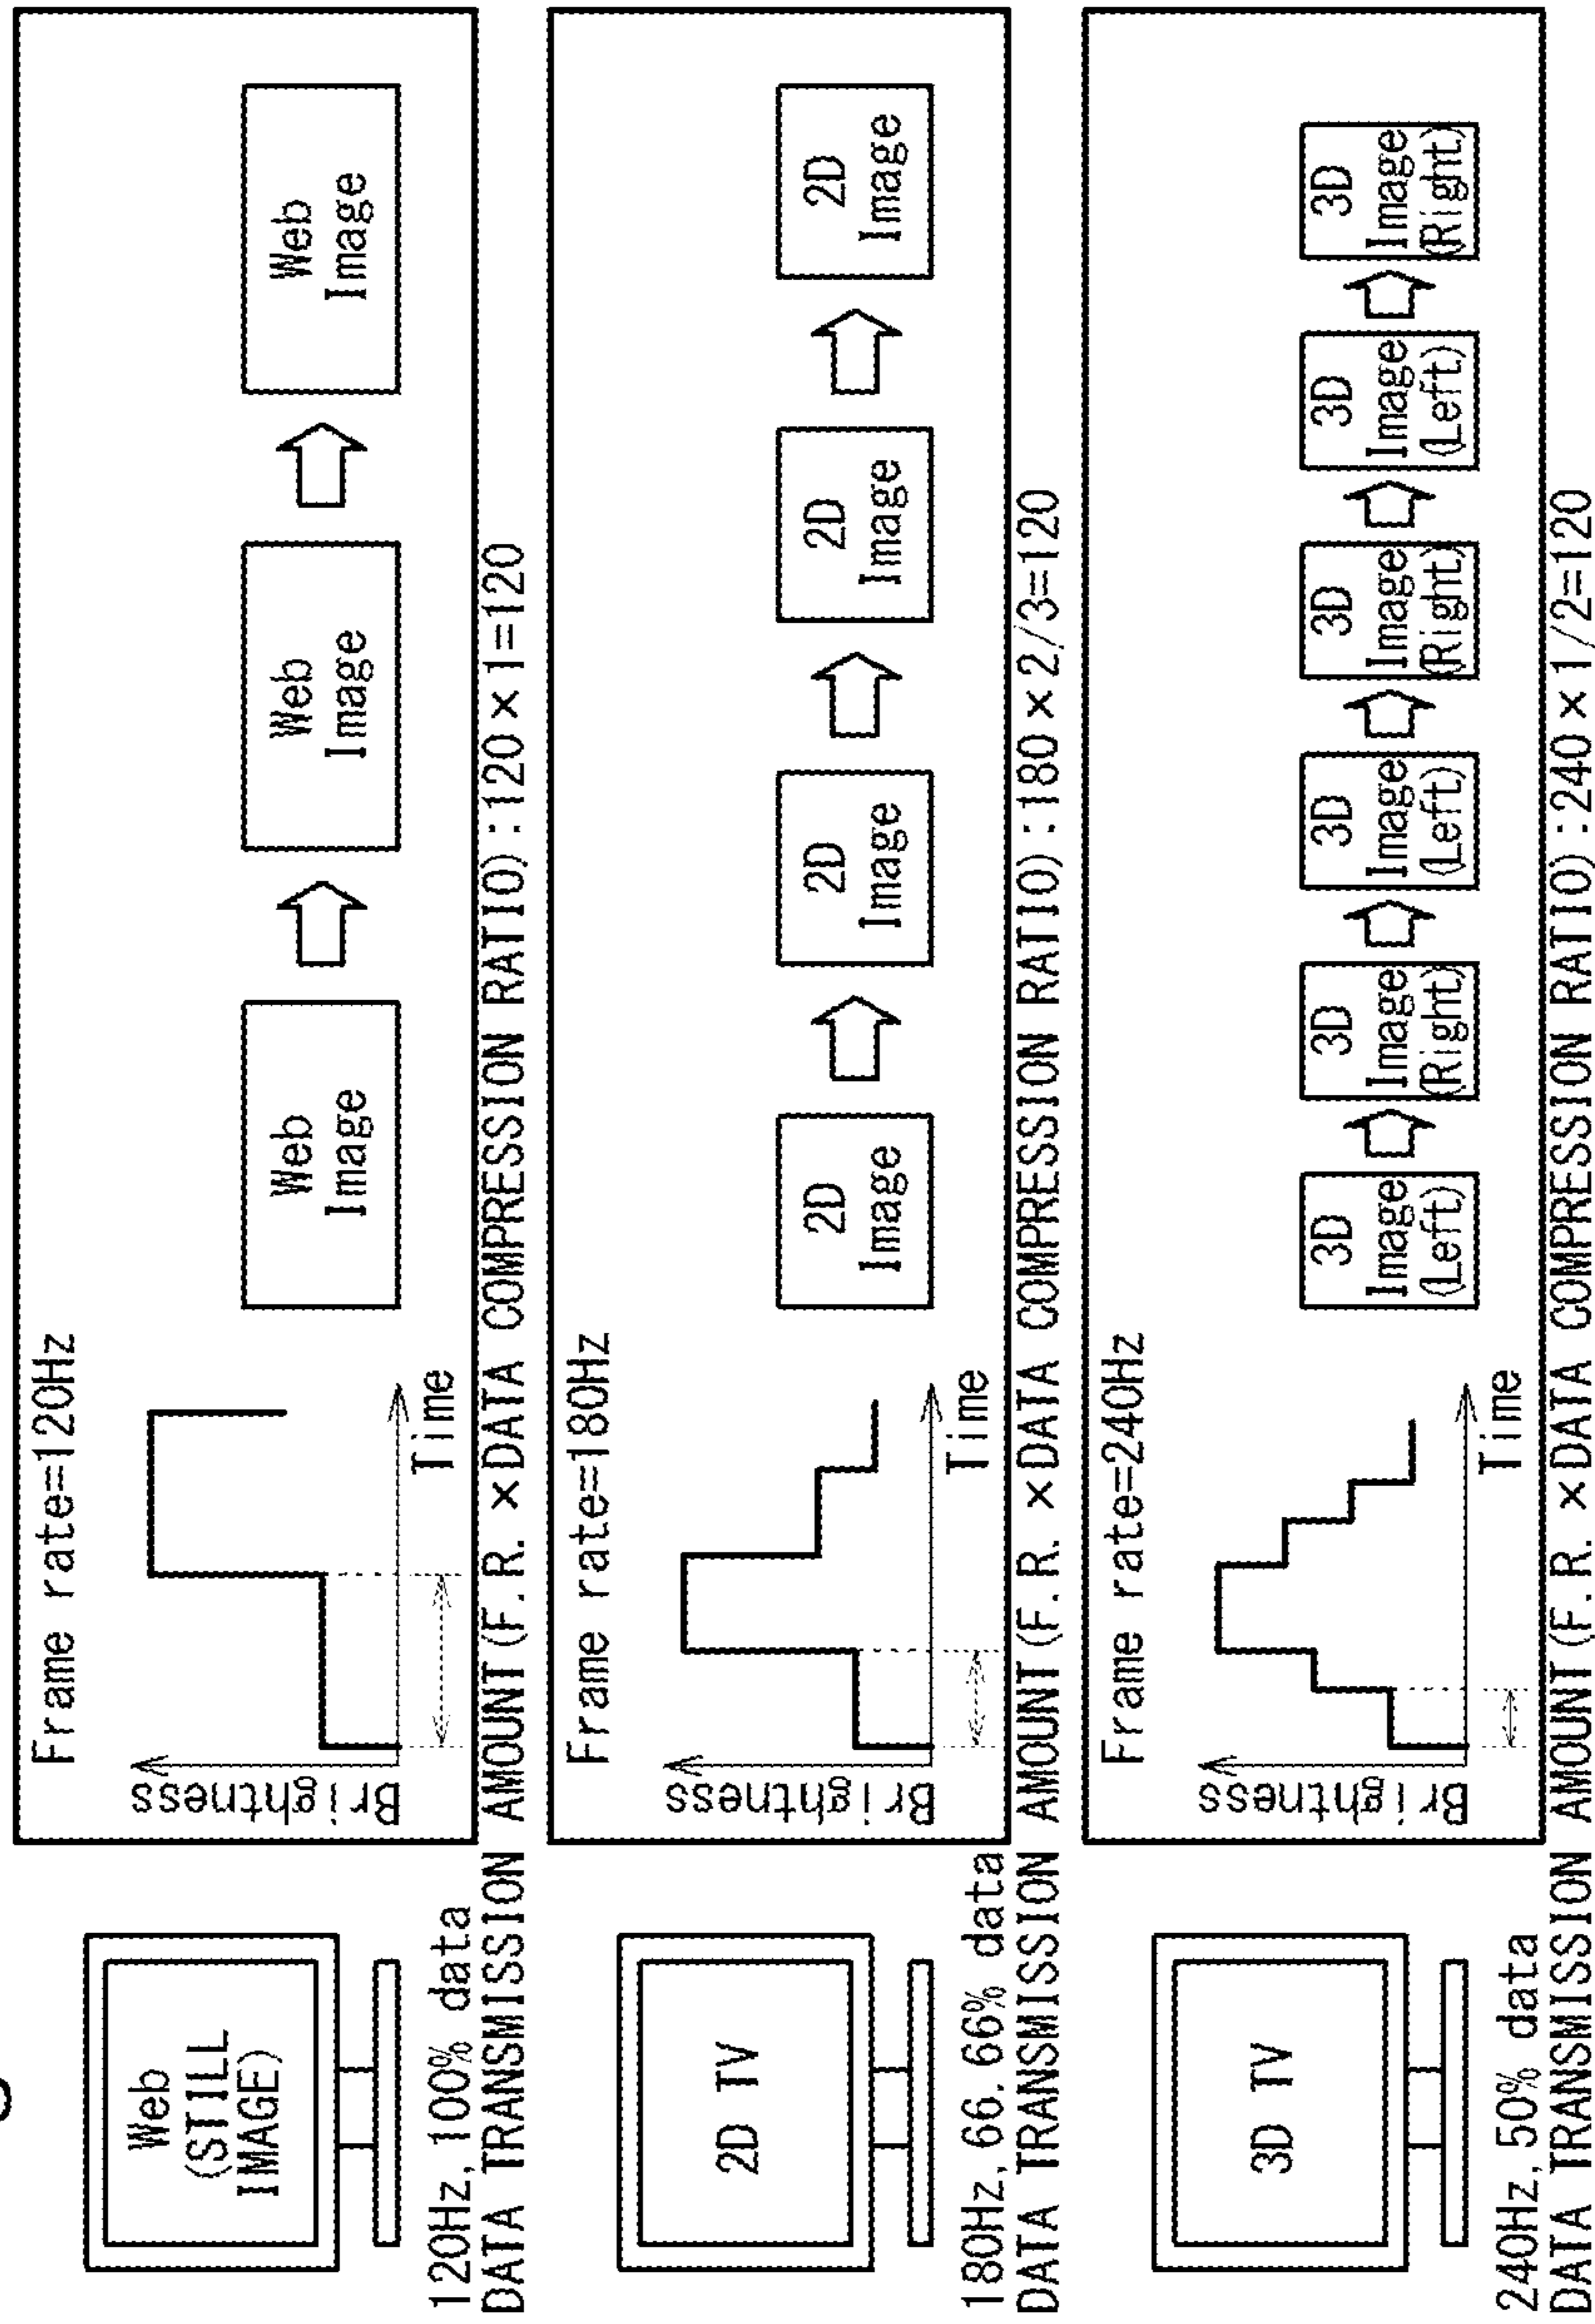 Web
(STILL
IMAGE)
120Hz, 100% data
Frame rate=120Hz
Brightness
Time
Web
Image
Web
Image
Web
Image
DATA TRANSMISSION AMOUNT (F.R. ×DATA COMPRESSION RATIO) :120×1=120
2D TV
180Hz, 66.66% data
Frame rate=180Hz
Brightness
Time
2D
Image
2D
Image
2D
Image
2D
Image
DATA TRANSMISSION AMOUNT (F.R. ×DATA COMPRESSION RATIO) :180×2/3=120
3D TV
240Hz, 50% data
Frame rate=240Hz
Brightness
Time
3D
Image
(Left)
3D
Image
(Right)
3D
Image
(Left)
3D
Image
(Right)
3D
Image
(Left)
3D
Image
(Right)
DATA TRANSMISSION AMOUNT (F.R. ×DATA COMPRESSION RATIO) :240×1/2=120